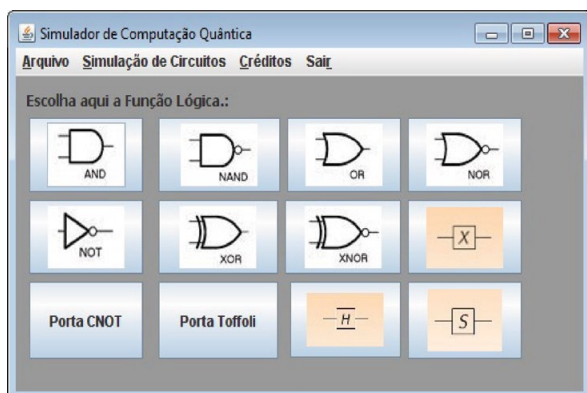 Simulador de Computação Quântica
Arquivo Simulação de Circuitos Créditos Sair
Escolha aqui a Função Lógica.:
AND NAND OR NOR
NOT XOR XNOR X
Porta CNOT Porta Toffoli H S